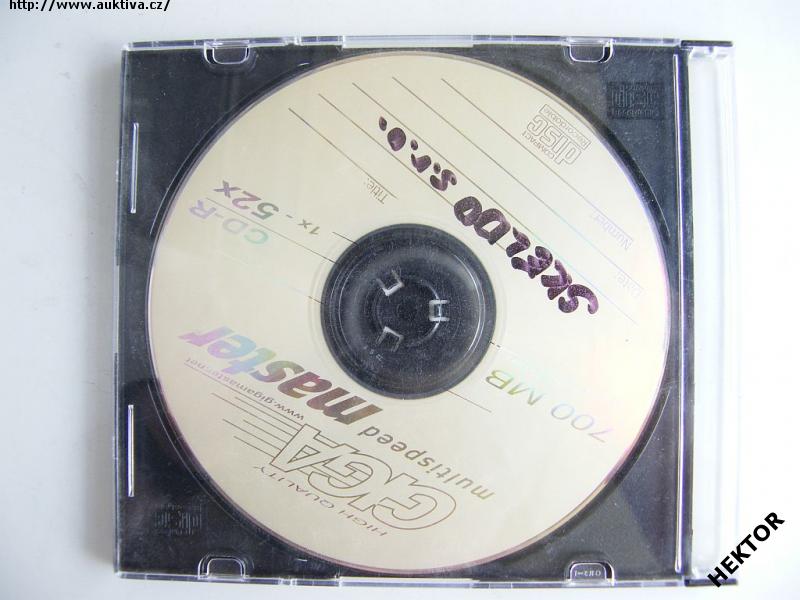 http://www.auktiva.cz/
COMPACT
disc
Recordable
Number:
Date:
Title:
s.r.o.
CD-R
1x - 52x
700 MB
master
www.gigamaster.net
multispeed
GIGA
HIGH QUALITY
HEKTOR